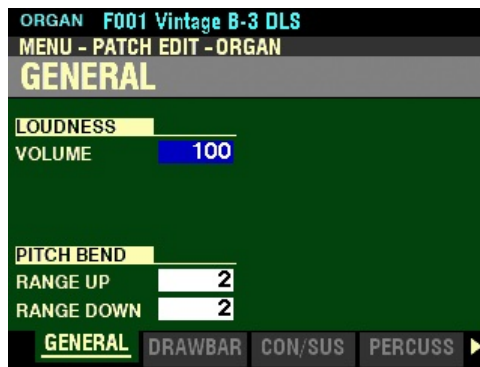 ORGAN F001 Vintage B-3 DLS
MENU - PATCH EDIT - ORGAN
GENERAL
LOUDNESS
VOLUME 100
PITCH BEND
RANGE UP 2
RANGE DOWN 2
GENERAL DRAWBAR CON/SUS PERCUSS